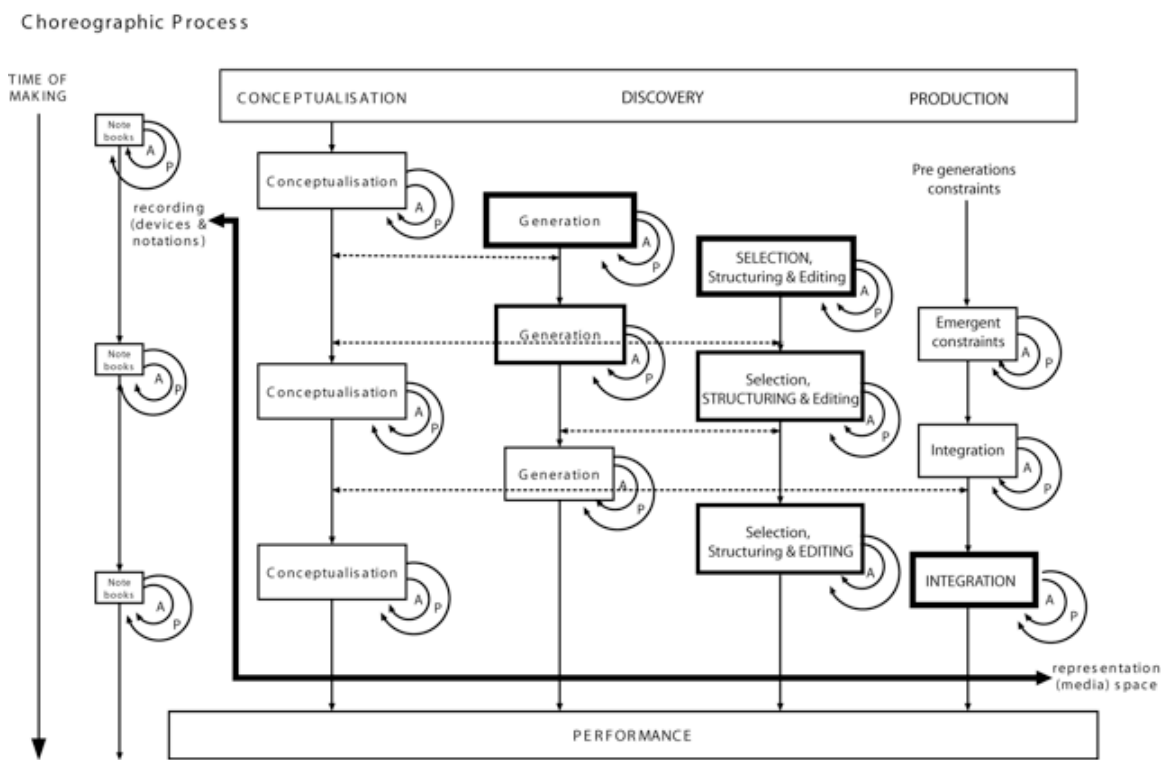 Choreographic Process
TIME OF
MAKING
CONCEPTUALISATION
DISCOVERY
PRODUCTION
Note
books
A
P
Conceptualisation
A
P
Pre generations
constraints
recording
(devices &
notations)
Generation
A
P
SELECTION,
Structuring & Editing
A
P
Emergent
constraints
A
P
Generation
A
P
Note
books
A
P
Conceptualisation
A
P
Selection,
STRUCTURING & Editing
A
P
Integration
A
P
Generation
A
P
Selection,
Structuring & EDITING
A
P
Conceptualisation
A
P
Note
books
A
P
INTEGRATION
A
P
representation
(media) space
PERFORMANCE